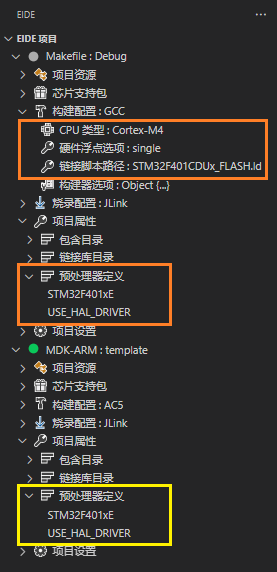 EIDE
EIDE 项目
Makefile : Debug
项目资源
芯片支持包
构建配置 : GCC
CPU 类型 : Cortex-M4
硬件浮点选项 : single
链接脚本路径 : STM32F401CDUx_FLASH.ld
构建器选项 : Object {...}
烧录配置 : JLink
项目属性
包含目录
链接库目录
预处理器定义
STM32F401xE
USE_HAL_DRIVER
项目设置
MDK-ARM : template
项目资源
芯片支持包
构建配置 : AC5
烧录配置 : JLink
项目属性
包含目录
链接库目录
预处理器定义
STM32F401xE
USE_HAL_DRIVER
项目设置